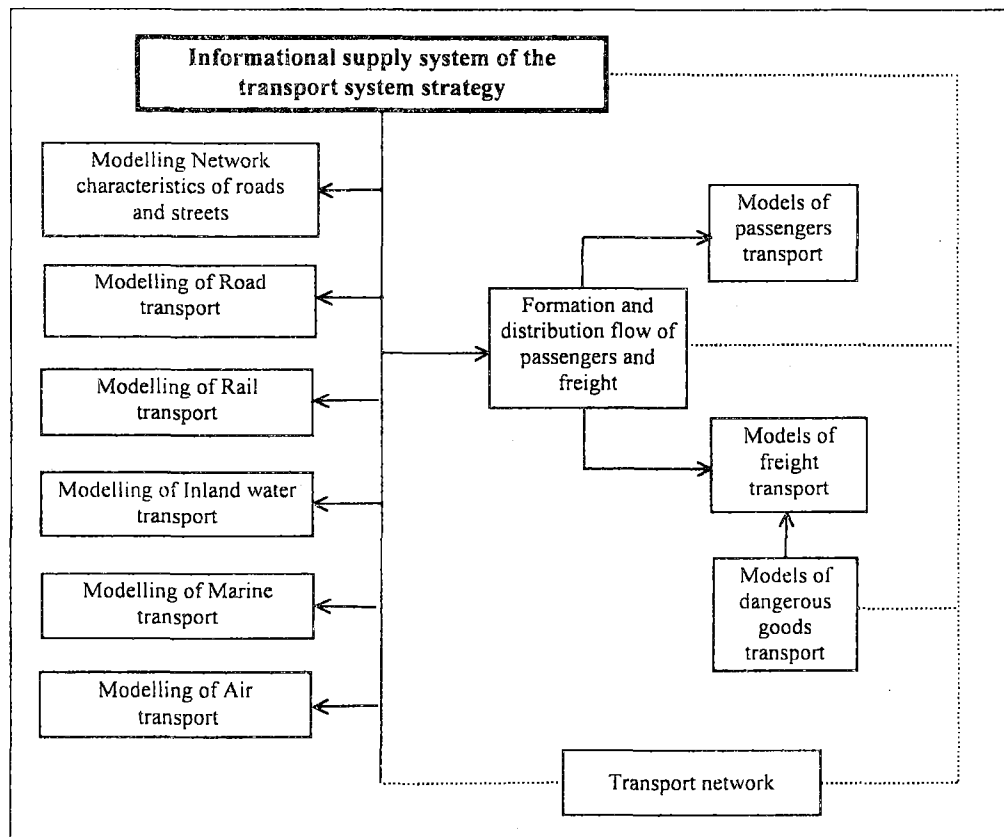 Informational supply system of the
transport system strategy
Modelling Network
characteristics of roads
and streets
Modelling of Road
transport
Modelling of Rail
transport
Modelling of Inland water
transport
Modelling of Marine
transport
Modelling of Air
transport
Formation and
distribution flow of
passengers and
freight
Models of
passengers
transport
Models of
freight
transport
Models of
dangerous
goods
transport
Transport network